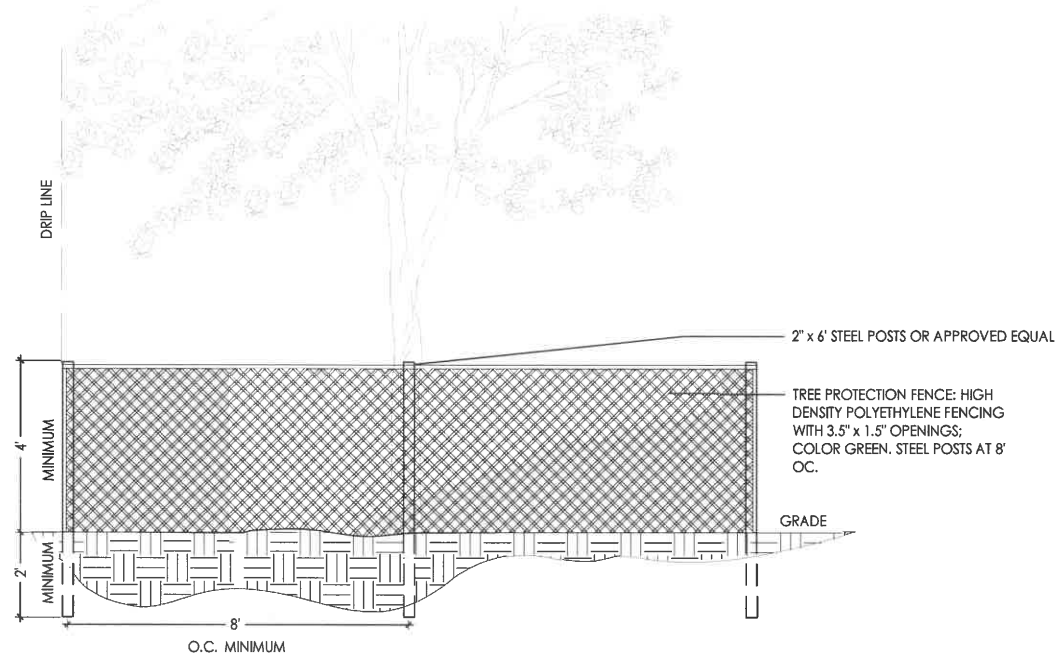 DRIP LINE
2" x 6' STEEL POSTS OR APPROVED EQUAL
TREE PROTECTION FENCE: HIGH
DENSITY POLYETHYLENE FENCING
WITH 3.5" x 1.5" OPENINGS;
COLOR GREEN. STEEL POSTS AT 8'
OC.
4'
MINIMUM
GRADE
2'
MINIMUM
8'
O.C. MINIMUM